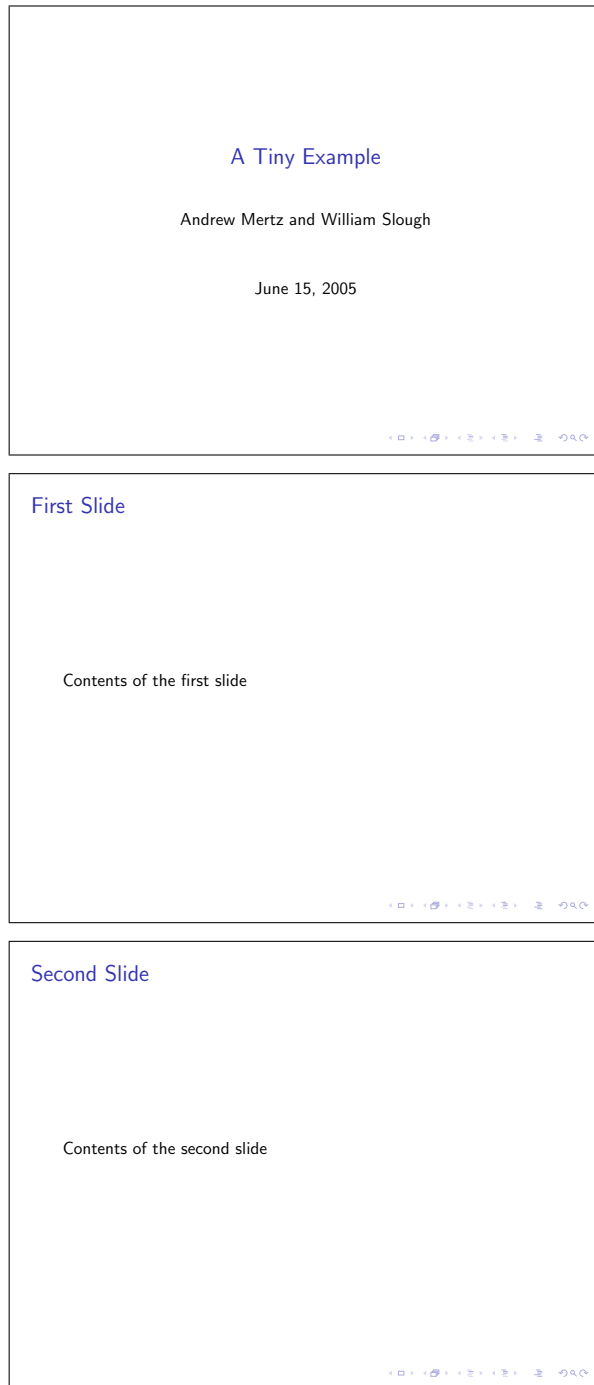 A Tiny Example
Andrew Mertz and William Slough
June 15, 2005
First Slide
Contents of the first slide
Second Slide
Contents of the second slide